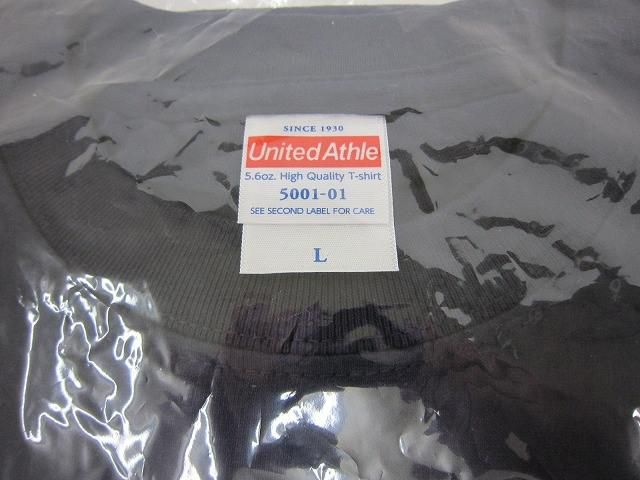 SINCE 1930
United Athle
5.6oz. High Quality T-shirt
5001-01
SEE SECOND LABEL FOR CARE
L